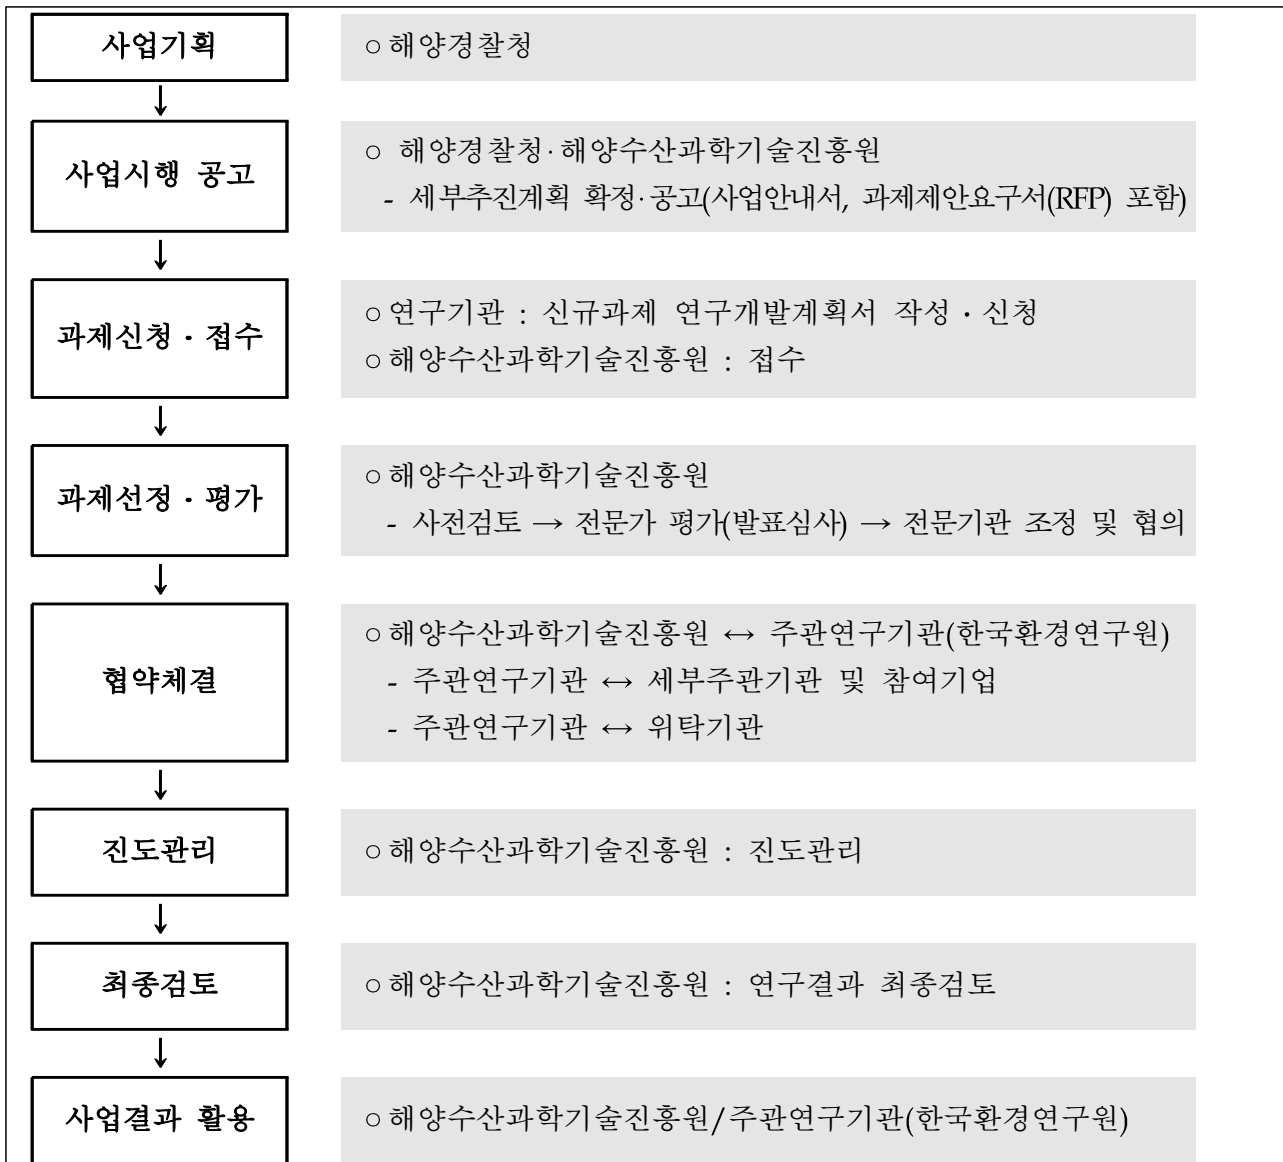 사업기획
○ 해양경찰청
↓
사업시행 공고
○ 해양경찰청·해양수산과학기술진흥원
- 세부추진계획 확정·공고(사업안내서, 과제제안요구서(RFP) 포함)
↓
과제신청·접수
○ 연구기관 : 신규과제 연구개발계획서 작성·신청
○ 해양수산과학기술진흥원 : 접수
↓
과제선정·평가
○ 해양수산과학기술진흥원
- 사전검토 → 전문가 평가(발표심사) → 전문기관 조정 및 협의
↓
협약체결
○ 해양수산과학기술진흥원 ↔ 주관연구기관(한국환경연구원)
- 주관연구기관 ↔ 세부주관기관 및 참여기업
- 주관연구기관 ↔ 위탁기관
↓
진도관리
○ 해양수산과학기술진흥원 : 진도관리
↓
최종검토
○ 해양수산과학기술진흥원 : 연구결과 최종검토
↓
사업결과 활용
○ 해양수산과학기술진흥원/주관연구기관(한국환경연구원)